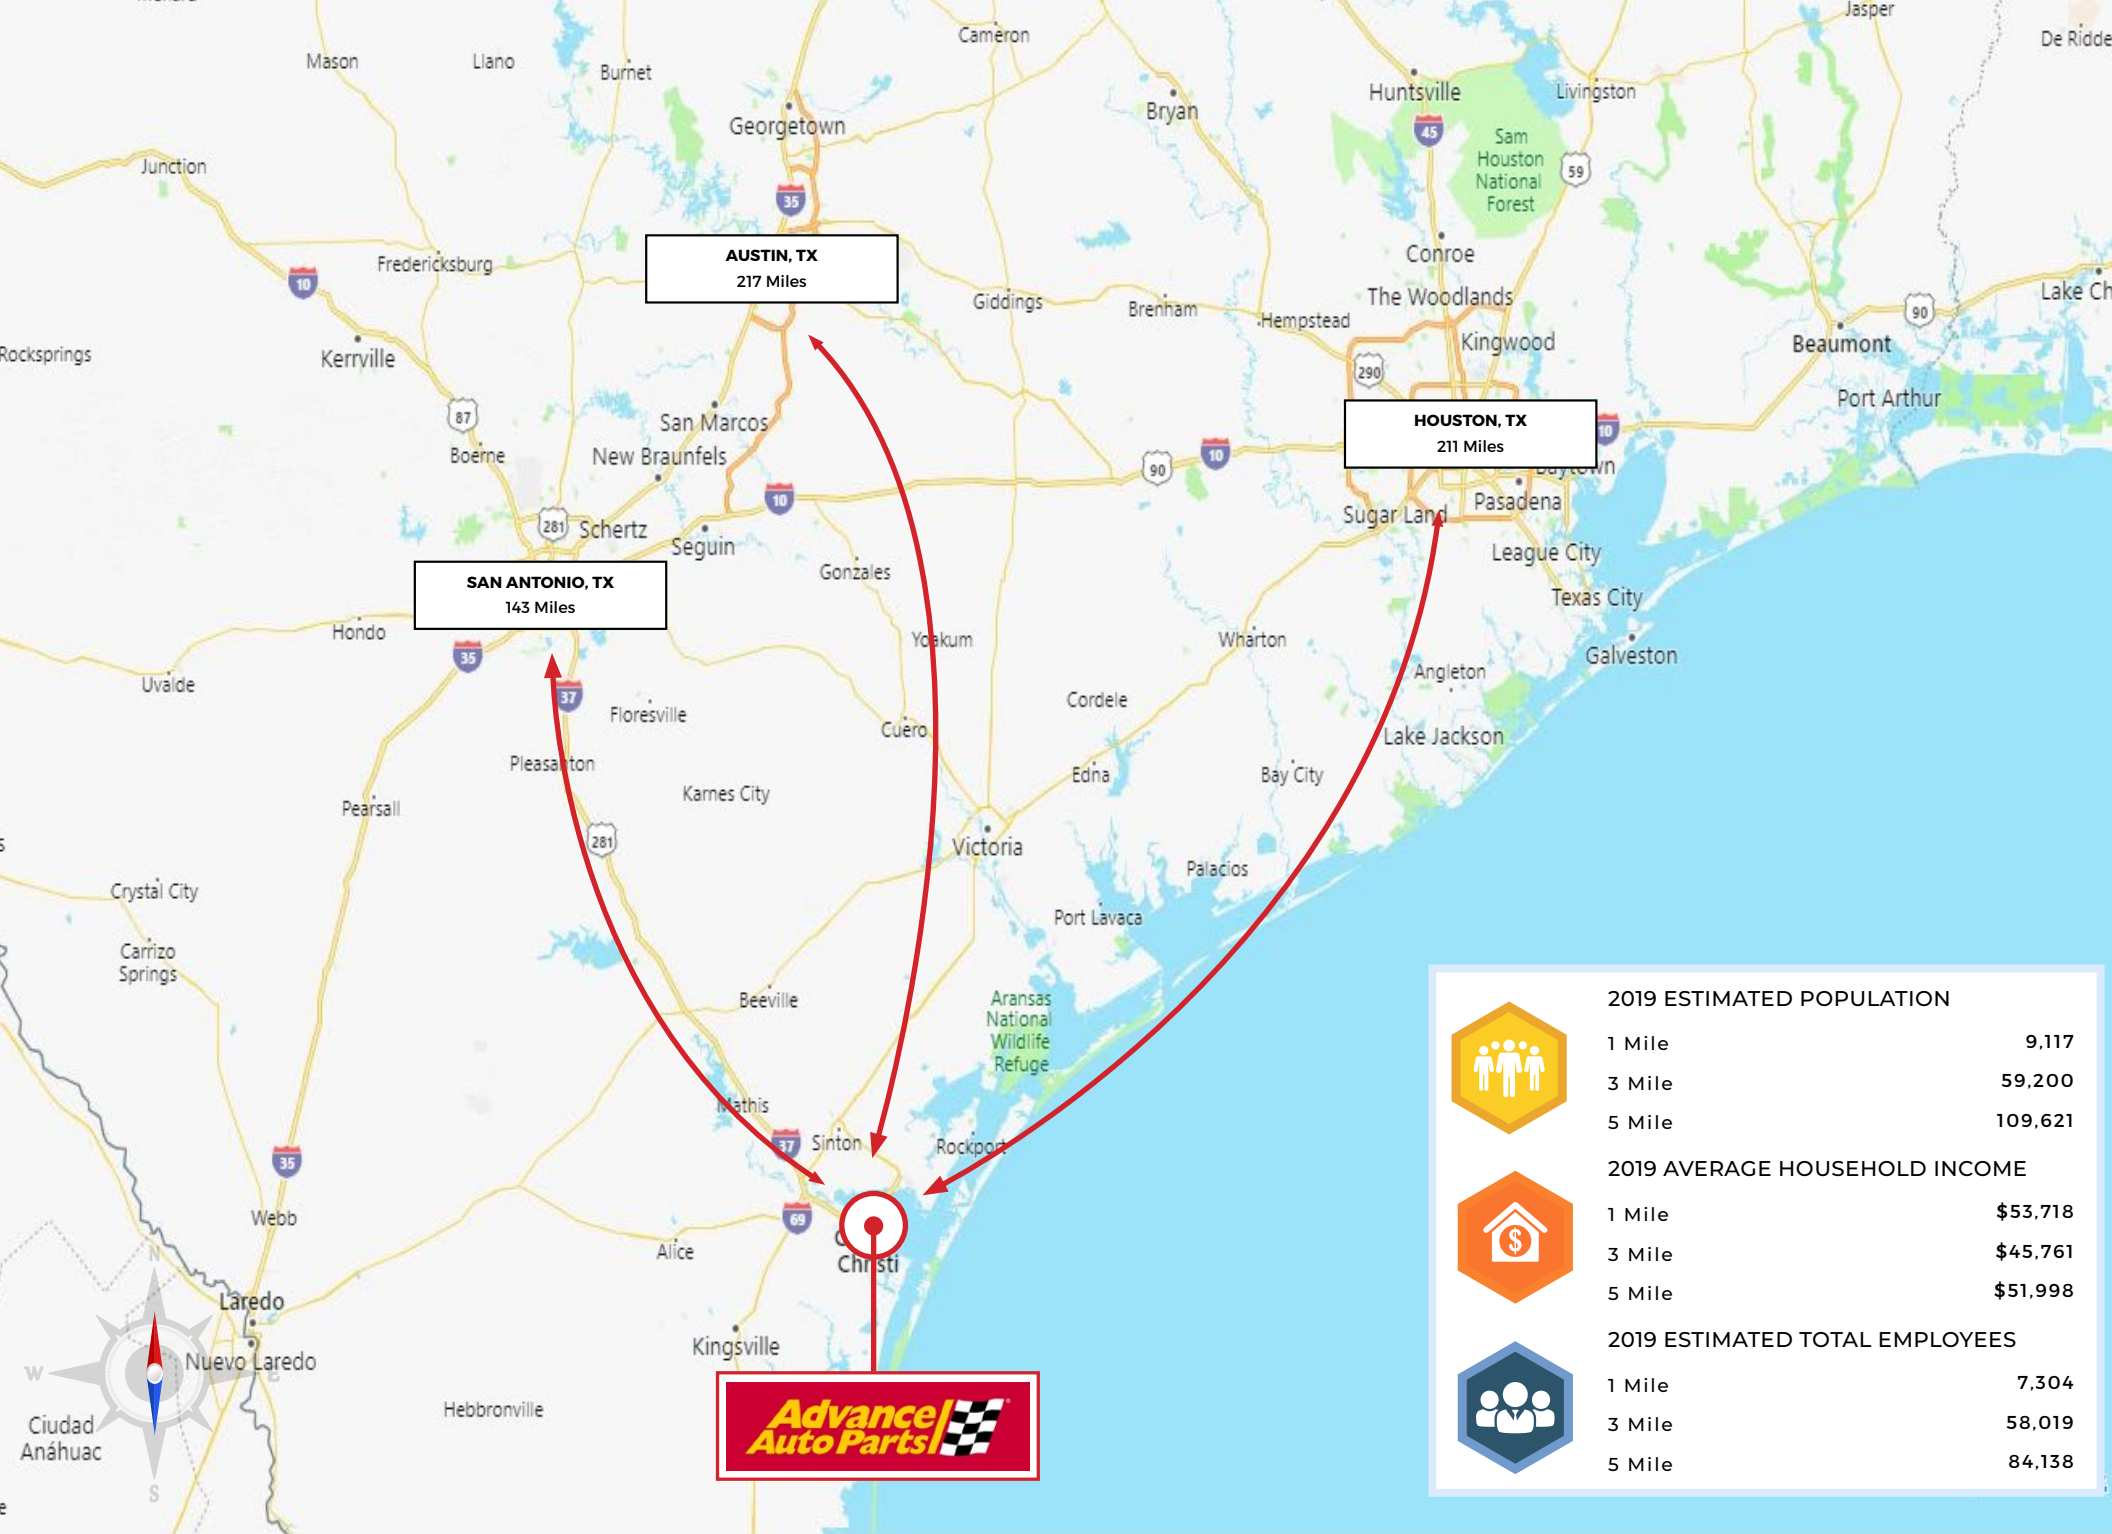 Jasper
Cameron
De Ridde
Mason
Llano
Burnet
Huntsville
Livingston
Bryan
Georgetown
45
Sam
Houston
National
Forest
59
Junction
35
Conroe
AUSTIN, TX
217 Miles
Fredericksburg
10
Giddings
Brenham
The Woodlands
Lake Ch
90
Hempstead
Kingwood
Beaumont
Rocksprings
Kerrville
290
Port Arthur
87
San Marcos
HOUSTON, TX
211 Miles
10
Boerne
New Braunfels
10
90
Baytown
10
Pasadena
Sugar Land
281
Schertz
Seguin
League City
Gonzales
SAN ANTONIO, TX
143 Miles
Texas City
Hondo
Yoakum
Wharton
35
Galveston
Uvalde
37
Angleton
Cordele
Floresville
Cuero
Lake Jackson
Pleasanton
Edna
Bay City
Karnes City
Pearsall
281
Victoria
s
Palacios
Crystal City
Port Lavaca
Carrizo
Springs
Beeville
Aransas
National
Wildlife
Refuge
Mathis
37
Sinton
Rockport
35
Webb
69
Alice
C
Christi
N
Laredo
Kingsville
Nuevo Laredo
W
E
Hebbronville
Ciudad
Anáhuac
S
e
Advance
Auto Parts
2019 ESTIMATED POPULATION
1 Mile 9,117
3 Mile 59,200
5 Mile 109,621
2019 AVERAGE HOUSEHOLD INCOME
1 Mile $53,718
3 Mile $45,761
5 Mile $51,998
2019 ESTIMATED TOTAL EMPLOYEES
1 Mile 7,304
3 Mile 58,019
5 Mile 84,138